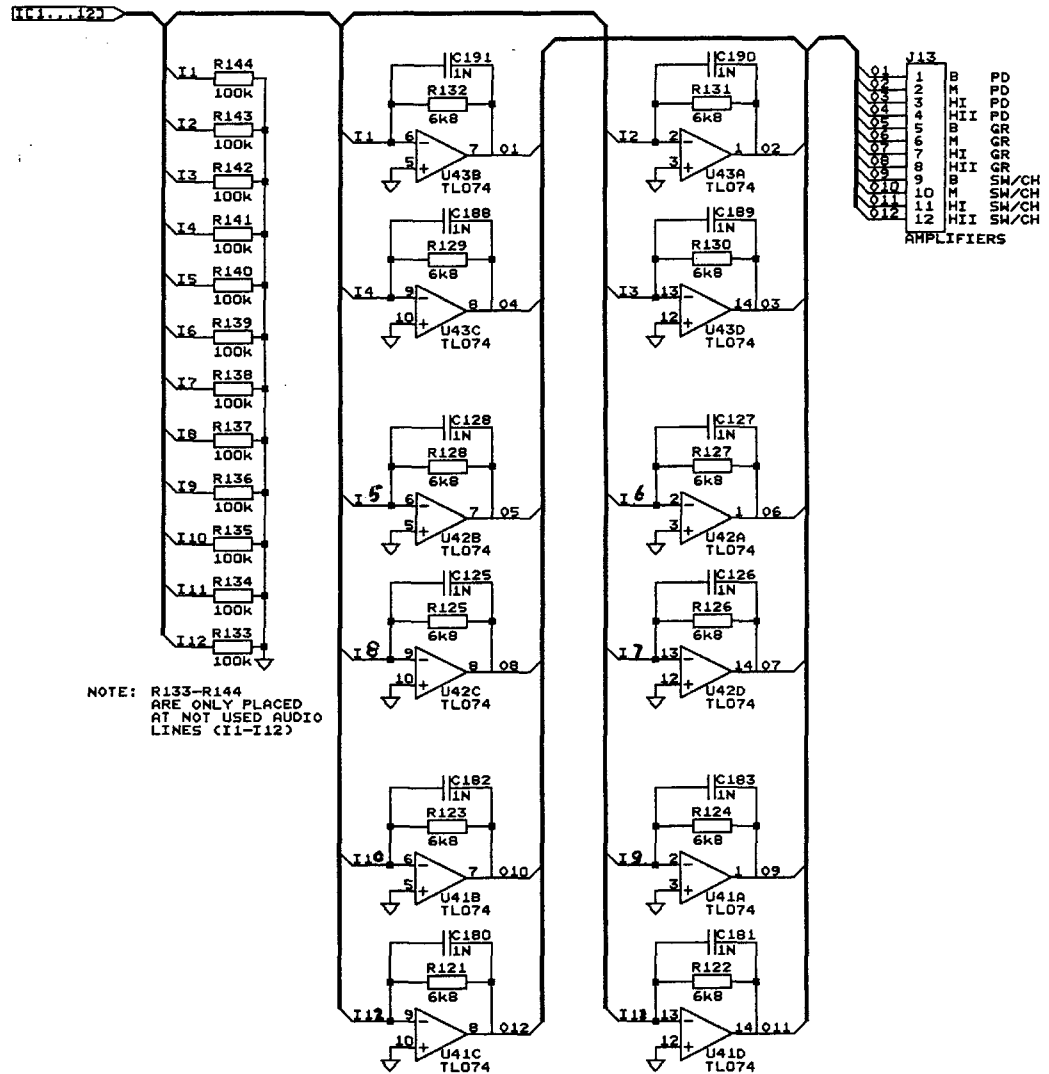 I[1...12]
I1 R144 100k
I2 R143 100k
I3 R142 100k
I4 R141 100k
I5 R140 100k
I6 R139 100k
I7 R138 100k
I8 R137 100k
I9 R136 100k
I10 R135 100k
I11 R134 100k
I12 R133 100k
NOTE: R133-R144
ARE ONLY PLACED
AT NOT USED AUDIO
LINES (I1-I12)
C191
1N
R132
6k8
I1 6 - 7 O1
5 +
U43B
TL074
C190
1N
R131
6k8
I2 2 - 1 O2
3 +
U43A
TL074
C188
1N
R129
6k8
I4 9 - 8 O4
10 +
U43C
TL074
C189
1N
R130
6k8
I3 13 - 14 O3
12 +
U43D
TL074
C128
1N
R128
6k8
I5 6 - 7 O5
5 +
U42B
TL074
C127
1N
R127
6k8
I6 2 - 1 O6
3 +
U42A
TL074
C125
1N
R125
6k8
I8 9 - 8 O8
10 +
U42C
TL074
C126
1N
R126
6k8
I7 13 - 14 O7
12 +
U42D
TL074
C182
1N
R123
6k8
I10 6 - 7 O10
5 +
U41B
TL074
C183
1N
R124
6k8
I9 2 - 1 O9
3 +
U41A
TL074
C180
1N
R121
6k8
I12 9 - 8 O12
10 +
U41C
TL074
C181
1N
R122
6k8
I11 13 - 14 O11
12 +
U41D
TL074
J13
O1 1 B PD
O2 2 M PD
O3 3 HI PD
O4 4 HII PD
O5 5 B GR
O6 6 M GR
O7 7 HI GR
O8 8 HII GR
O9 9 B SW/CH
O10 10 M SW/CH
O11 11 HI SW/CH
O12 12 HII SW/CH
AMPLIFIERS